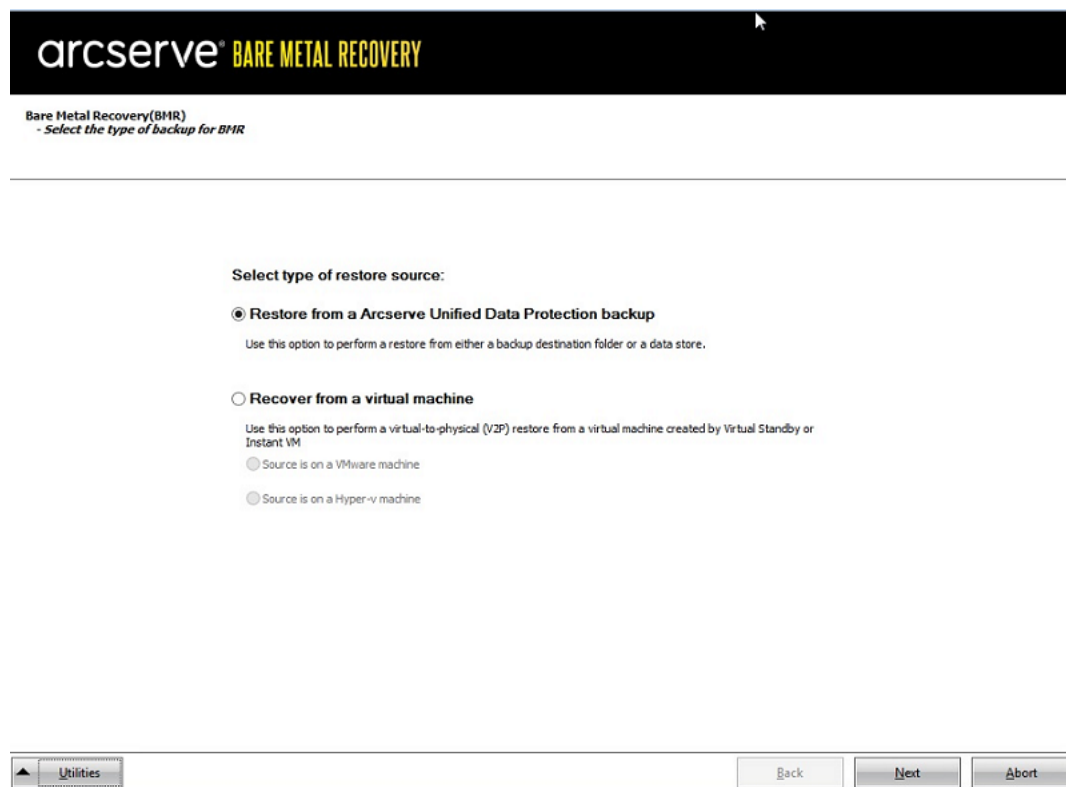 arcserve® BARE METAL RECOVERY
Bare Metal Recovery(BMR)
- Select the type of backup for BMR
Select type of restore source:
Restore from a Arcserve Unified Data Protection backup
Use this option to perform a restore from either a backup destination folder or a data store.
Recover from a virtual machine
Use this option to perform a virtual-to-physical (V2P) restore from a virtual machine created by Virtual Standby or
Instant VM
Source is on a VMware machine
Source is on a Hyper-v machine
Utilities
Back
Next
Abort